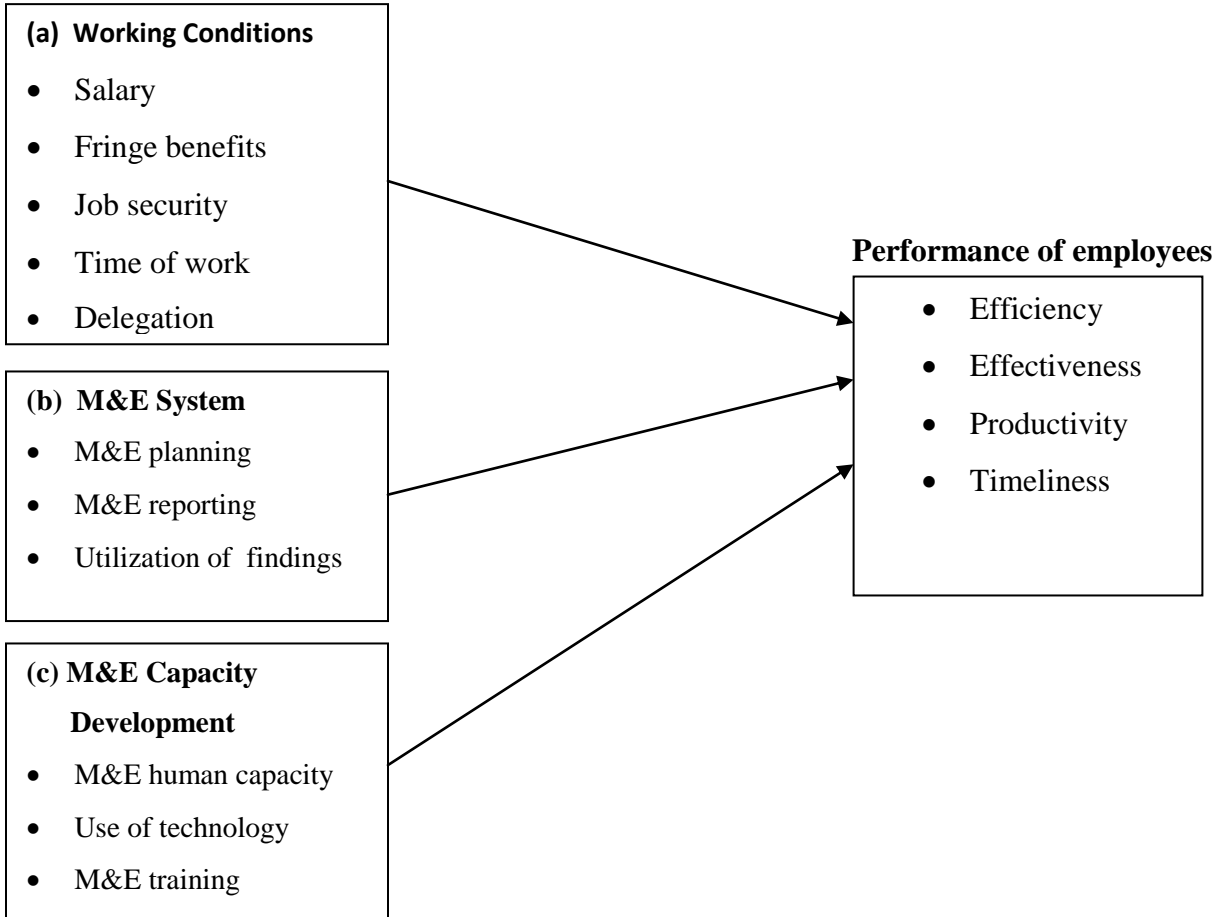 (a) Working Conditions
• Salary
• Fringe benefits
• Job security
• Time of work
• Delegation
(b) M&E System
• M&E planning
• M&E reporting
• Utilization of findings
(c) M&E Capacity
Development
• M&E human capacity
• Use of technology
• M&E training
Performance of employees
• Efficiency
• Effectiveness
• Productivity
• Timeliness